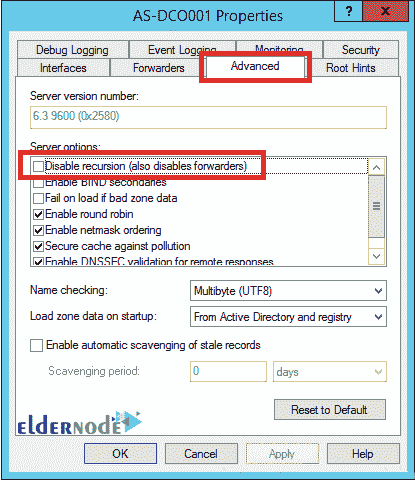 AS-DCO001 Properties
?
Debug Logging Event Logging Monitoring Security
Interfaces Forwarders Advanced Root Hints
Server version number:
6.3 9600 (0x2580)
Server options:
Disable recursion (also disables forwarders)
Enable BIND secondaries
Fail on load if bad zone data
Enable round robin
Enable netmask ordering
Secure cache against pollution
Enable DNSSEC validation for remote responses
Name checking: Multibyte (UTF8)
Load zone data on startup: From Active Directory and registry
Enable automatic scavenging of stale records
Scavenging period: 0 days
Reset to Default
ELDERNODE
OK Cancel Apply Help